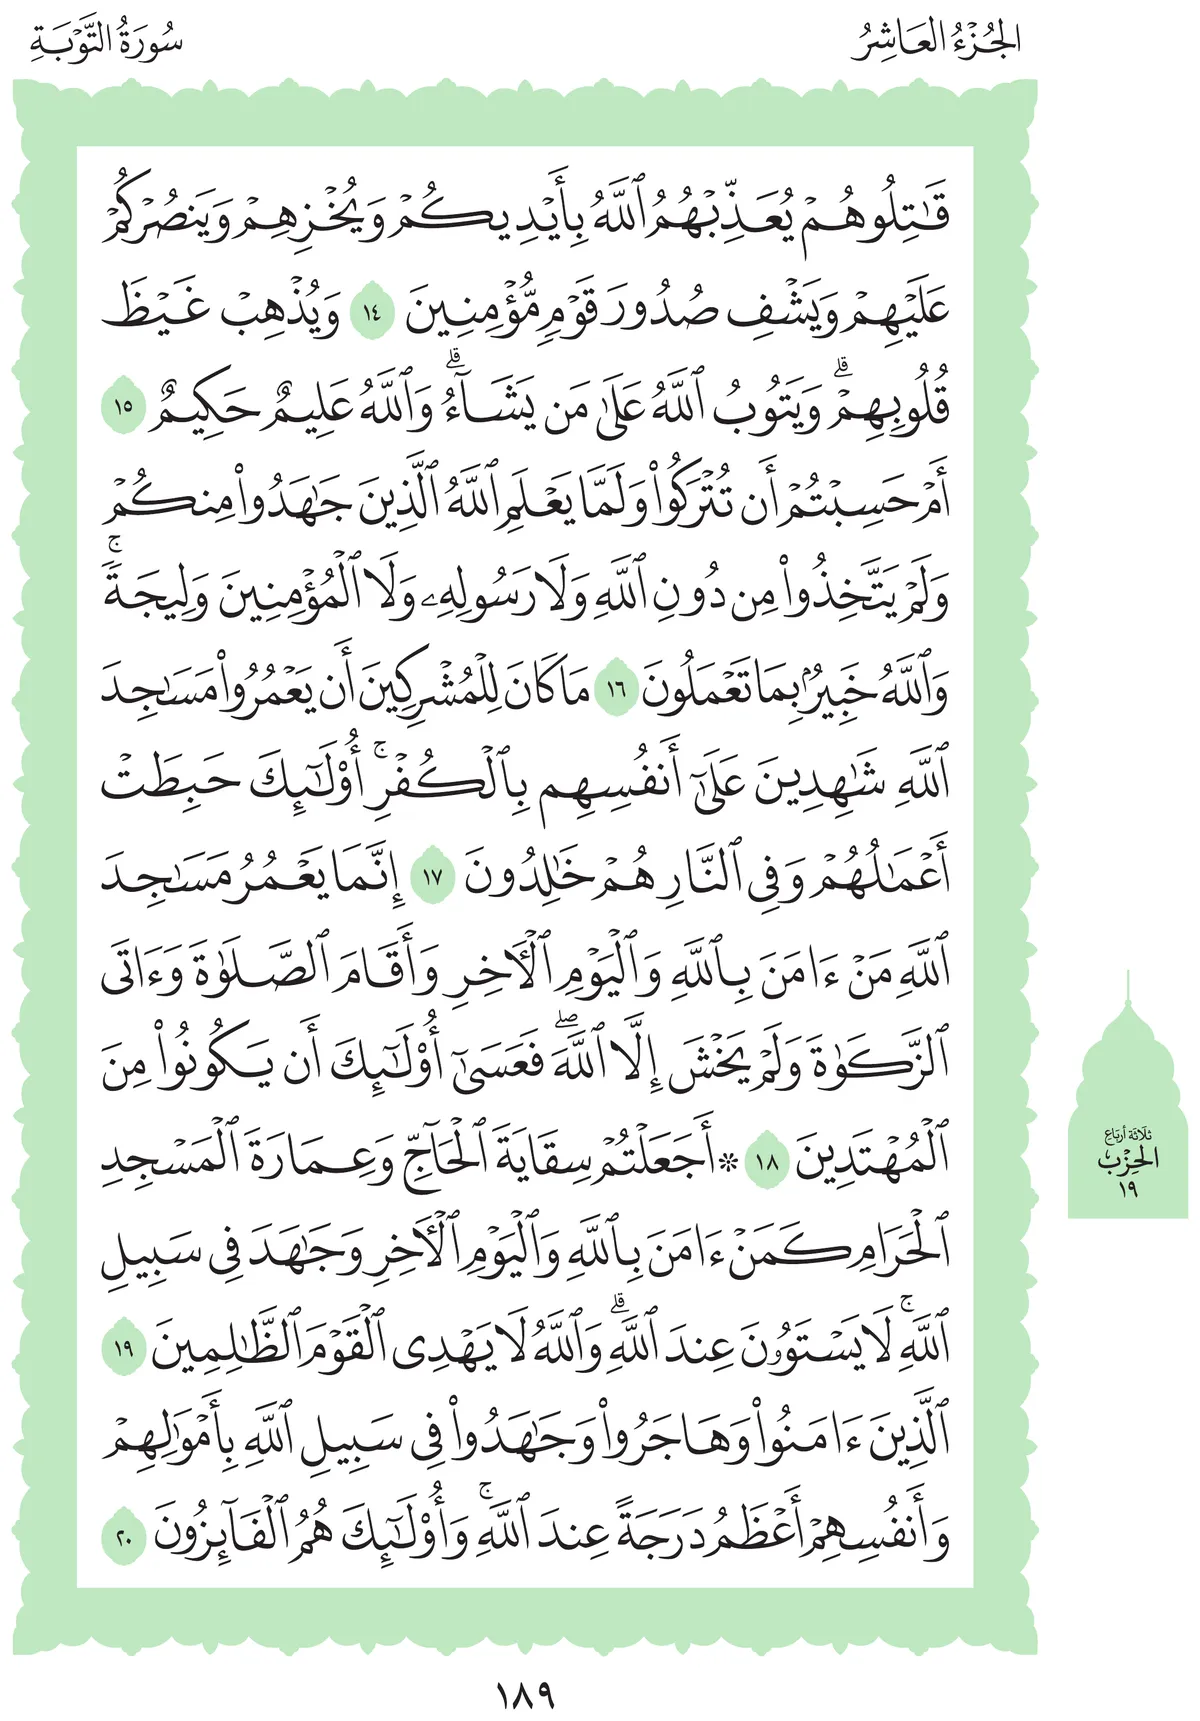 الجُزْءُ العَاشِرُ
سُورَةُ التَّوْبَةِ
قَٰتِلُوهُمْ يُعَذِّبْهُمُ ٱللَّهُ بِأَيْدِيكُمْ وَيُخْزِهِمْ وَيَنصُرْكُمْ
عَلَيْهِمْ وَيَشْفِ صُدُورَ قَوْمٍ مُّؤْمِنِينَ ١٤ وَيُذْهِبْ غَيْظَ
قُلُوبِهِمْۗ وَيَتُوبُ ٱللَّهُ عَلَىٰ مَن يَشَآءُۗ وَٱللَّهُ عَلِيمٌ حَكِيمٌ ١٥
أَمْ حَسِبْتُمْ أَن تُتْرَكُوا۟ وَلَمَّا يَعْلَمِ ٱللَّهُ ٱلَّذِينَ جَٰهَدُوا۟ مِنكُمْ
وَلَمْ يَتَّخِذُوا۟ مِن دُونِ ٱللَّهِ وَلَا رَسُولِهِۦ وَلَا ٱلْمُؤْمِنِينَ وَلِيجَةًۚ
وَٱللَّهُ خَبِيرٌۢ بِمَا تَعْمَلُونَ ١٦ مَا كَانَ لِلْمُشْرِكِينَ أَن يَعْمُرُوا۟ مَسَٰجِدَ
ٱللَّهِ شَٰهِدِينَ عَلَىٰٓ أَنفُسِهِم بِٱلْكُفْرِۚ أُو۟لَٰٓئِكَ حَبِطَتْ
أَعْمَٰلُهُمْ وَفِى ٱلنَّارِ هُمْ خَٰلِدُونَ ١٧ إِنَّمَا يَعْمُرُ مَسَٰجِدَ
ٱللَّهِ مَنْ ءَامَنَ بِٱللَّهِ وَٱلْيَوْمِ ٱلْءَاخِرِ وَأَقَامَ ٱلصَّلَوٰةَ وَءَاتَى
ٱلزَّكَوٰةَ وَلَمْ يَخْشَ إِلَّا ٱللَّهَۖ فَعَسَىٰٓ أُو۟لَٰٓئِكَ أَن يَكُونُوا۟ مِنَ
ٱلْمُهْتَدِينَ ١٨ ۞ أَجَعَلْتُمْ سِقَايَةَ ٱلْحَآجِّ وَعِمَارَةَ ٱلْمَسْجِدِ
ٱلْحَرَامِ كَمَنْ ءَامَنَ بِٱللَّهِ وَٱلْيَوْمِ ٱلْءَاخِرِ وَجَٰهَدَ فِى سَبِيلِ
ٱللَّهِۚ لَا يَسْتَوُۥنَ عِندَ ٱللَّهِۗ وَٱللَّهُ لَا يَهْدِى ٱلْقَوْمَ ٱلظَّٰلِمِينَ ١٩
ٱلَّذِينَ ءَامَنُوا۟ وَهَاجَرُوا۟ وَجَٰهَدُوا۟ فِى سَبِيلِ ٱللَّهِ بِأَمْوَٰلِهِمْ
وَأَنفُسِهِمْ أَعْظَمُ دَرَجَةً عِندَ ٱللَّهِۚ وَأُو۟لَٰٓئِكَ هُمُ ٱلْفَآئِزُونَ ٢٠
ثلَاثَة أربَاع
الحِزْب
١٩
١٨٩